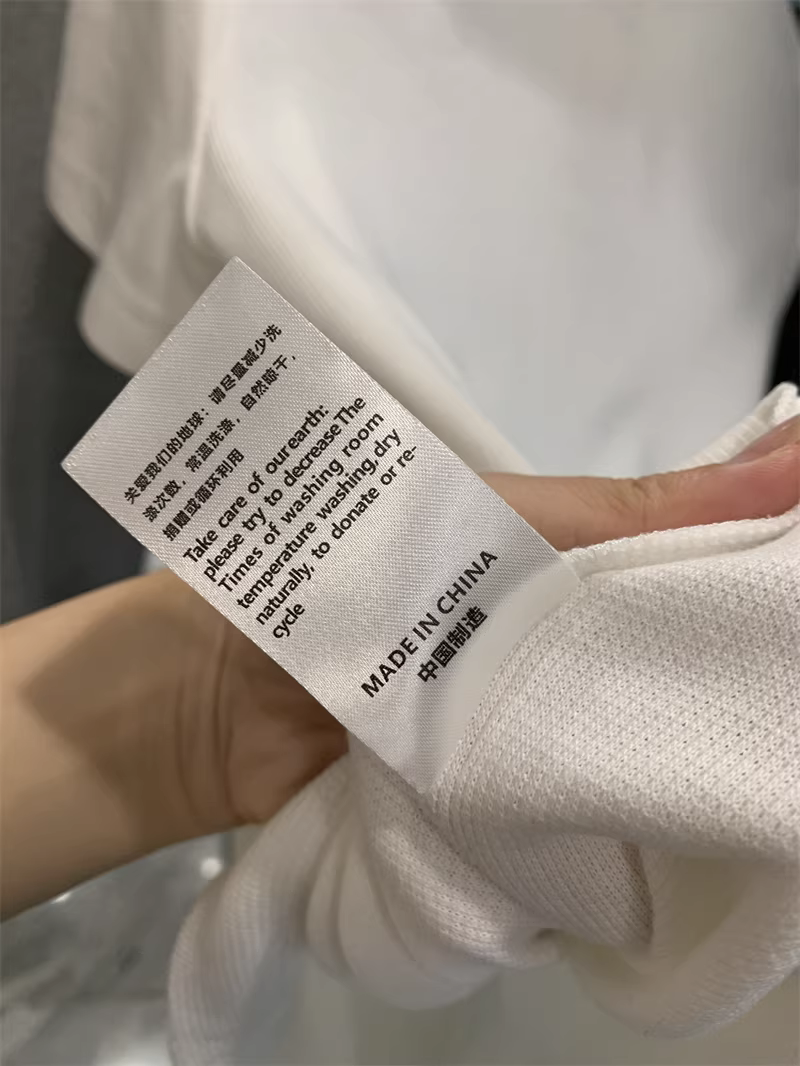 关爱我们的地球：请尽量减少洗
涤次数，常温洗涤，自然晾干，
捐赠或循环利用
Take care of ourearth:
please try to decrease The
Times of washing room
temperature washing,dry
naturally, to donate or re-
cycle
MADE IN CHINA
中国制造